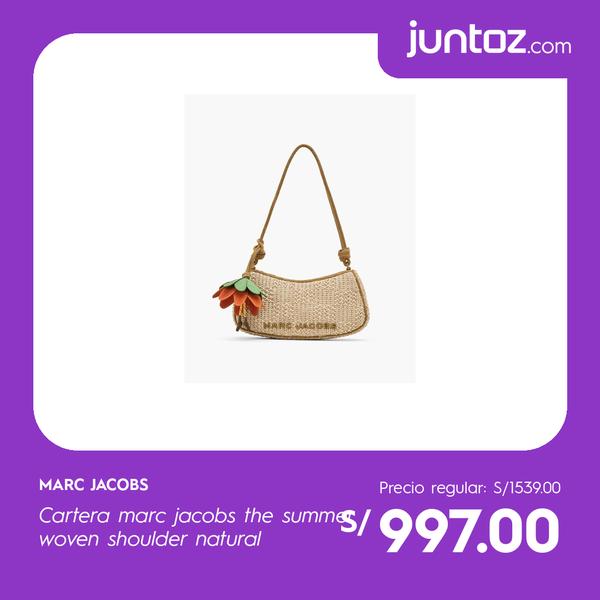 juntoz.com
MARC JACOBS
MARC JACOBS
Precio regular: S/1539.00
Cartera marc jacobs the summer
woven shoulder natural
S/ 997.00